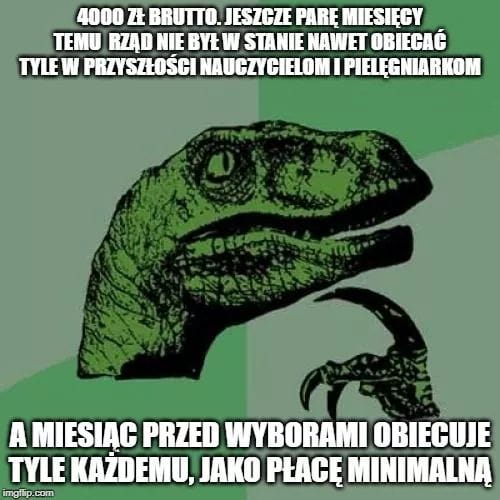 4000 ZŁ BRUTTO. JESZCZE PARĘ MIESIĘCY
TEMU RZĄD NIE BYŁ W STANIE NAWET OBIECAĆ
TYLE W PRZYSZŁOŚCI NAUCZYCIELOM I PIELĘGNIARKOM
A MIESIĄC PRZED WYBORAMI OBIECUJE
TYLE KAŻDEMU, JAKO PŁACĘ MINIMALNĄ
imgflip.com